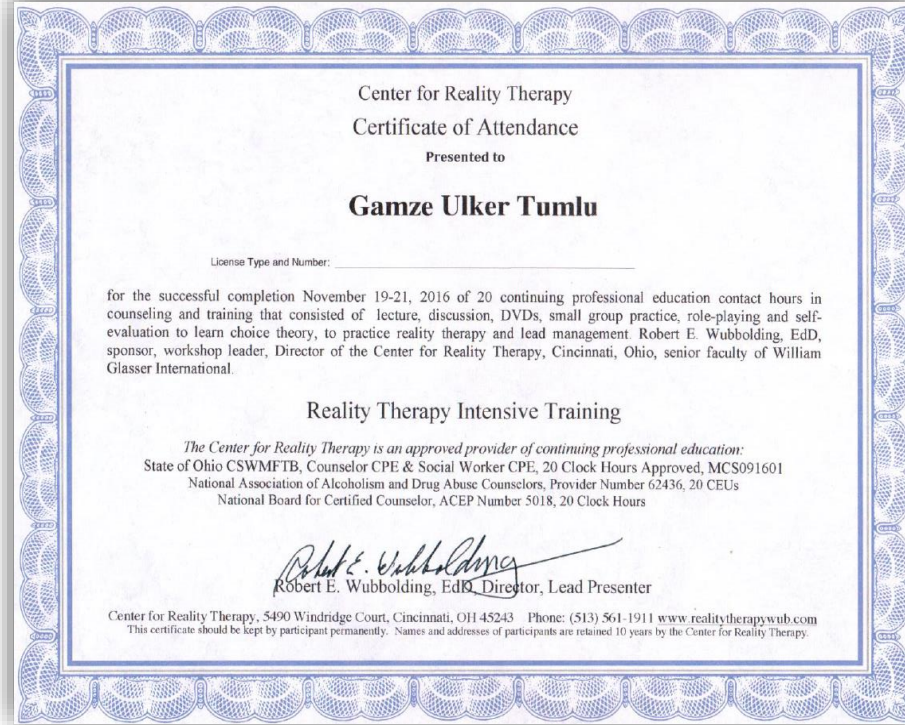 Center for Reality Therapy
Certificate of Attendance
Presented to
Gamze Ulker Tumlu
License Type and Number:
for the successful completion November 19-21, 2016 of 20 continuing professional education contact hours in
counseling and training that consisted of lecture, discussion, DVDs, small group practice, role-playing and self-
evaluation to learn choice theory, to practice reality therapy and lead management. Robert E. Wubbolding, EdD,
sponsor, workshop leader, Director of the Center for Reality Therapy, Cincinnati, Ohio, senior faculty of William
Glasser International.
Reality Therapy Intensive Training
The Center for Reality Therapy is an approved provider of continuing professional education:
State of Ohio CSWMFTB, Counselor CPE & Social Worker CPE, 20 Clock Hours Approved, MCS091601
National Association of Alcoholism and Drug Abuse Counselors, Provider Number 62436, 20 CEUs
National Board for Certified Counselor, ACEP Number 5018, 20 Clock Hours
Robert E. Wubbolding
Robert E. Wubbolding, EdD, Director, Lead Presenter
Center for Reality Therapy, 5490 Windridge Court, Cincinnati, OH 45243 Phone: (513) 561-1911 www.realitytherapywub.com
This certificate should be kept by participant permanently. Names and addresses of participants are retained 10 years by the Center for Reality Therapy.